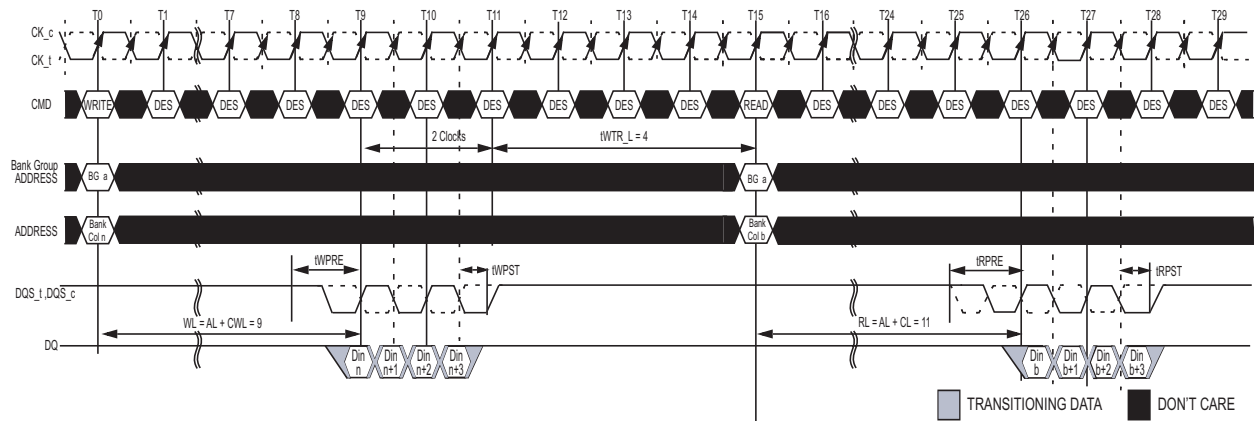 T0 T1 T7 T8 T9 T10 T11 T12 T13 T14 T15 T16 T24 T25 T26 T27 T28 T29
CK_c
CK_t
CMD WRITE DES DES DES DES DES DES DES DES DES READ DES DES DES DES DES DES DES
2 Clocks tWTR_L = 4
Bank Group
ADDRESS
BG a BG a
ADDRESS
Bank
Col n
Bank
Col b
tWPRE tWPST tRPRE tRPST
DQS_t ,DQS_c
WL = AL + CWL = 9 RL = AL + CL = 11
DQ
Din
n
Din
n+1
Din
n+2
Din
n+3
Din
b
Din
b+1
Din
b+2
Din
b+3
TRANSITIONING DATA DON'T CARE